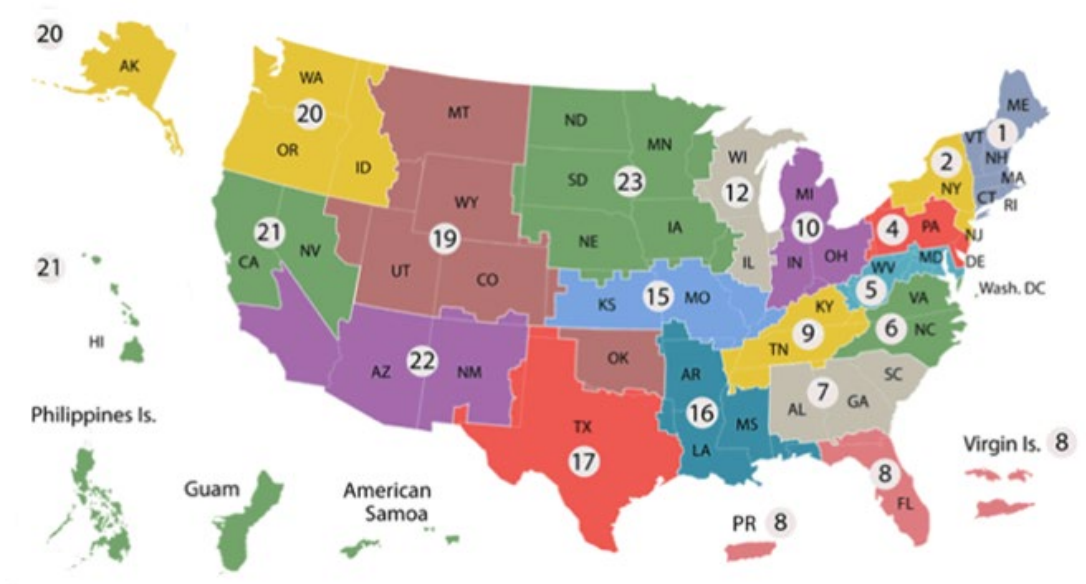 20
AK
WA
20
OR
ID
MT
ND
MN
SD
23
WI
12
MI
10
ME
VT
1
NH
MA
CT
RI
2
NY
WY
19
UT
CO
NE
IA
IL
IN
OH
4
PA
NJ
21
NV
CA
21
HI
KS
15
MO
WV
MD
DE
5
Wash. DC
VA
6
NC
KY
9
TN
AZ
22
NM
OK
AR
16
MS
LA
7
SC
AL
GA
TX
17
8
FL
Philippines Is.
Guam
American
Samoa
PR 8
Virgin Is. 8